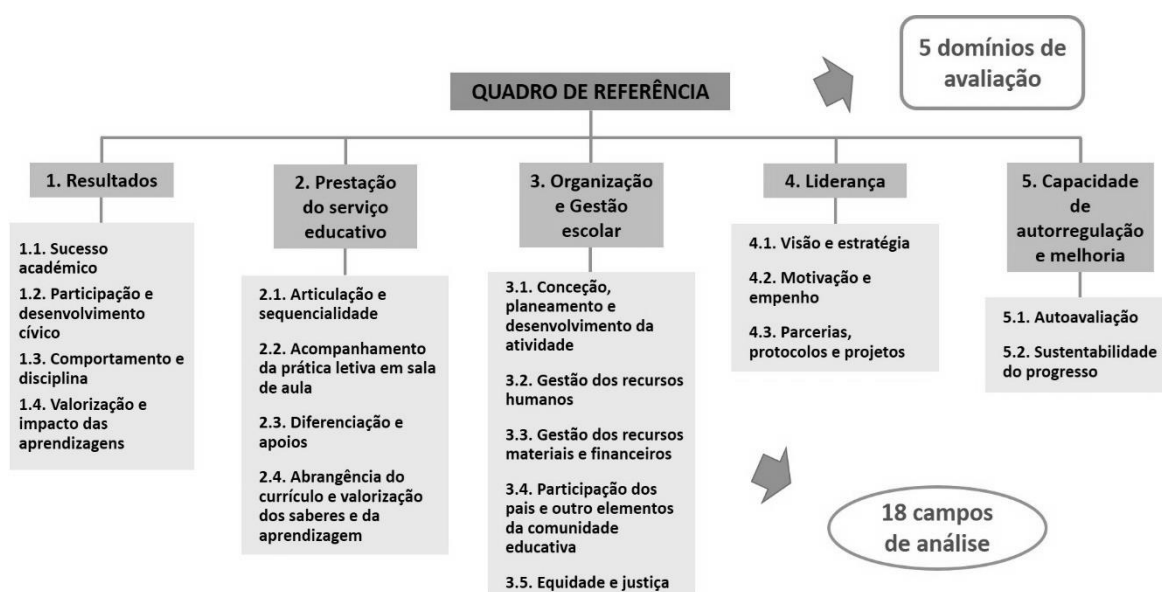 5 domínios de
avaliação
QUADRO DE REFERÊNCIA
1. Resultados
1.1. Sucesso
académico
1.2. Participação e
desenvolvimento
cívico
1.3. Comportamento e
disciplina
1.4. Valorização e
impacto das
aprendizagens
2. Prestação
do serviço
educativo
2.1. Articulação e
sequencialidade
2.2. Acompanhamento
da prática letiva em sala
de aula
2.3. Diferenciação e
apoios
2.4. Abrangência do
currículo e valorização
dos saberes e da
aprendizagem
3. Organização
e Gestão
escolar
3.1. Conceção,
planeamento e
desenvolvimento da
atividade
3.2. Gestão dos recursos
humanos
3.3. Gestão dos recursos
materiais e financeiros
3.4. Participação dos
pais e outro elementos
da comunidade
educativa
3.5. Equidade e justiça
4. Liderança
4.1. Visão e estratégia
4.2. Motivação e
empenho
4.3. Parcerias,
protocolos e projetos
5. Capacidade
de
autorregulação
e melhoria
5.1. Autoavaliação
5.2. Sustentabilidade
do progresso
18 campos
de análise